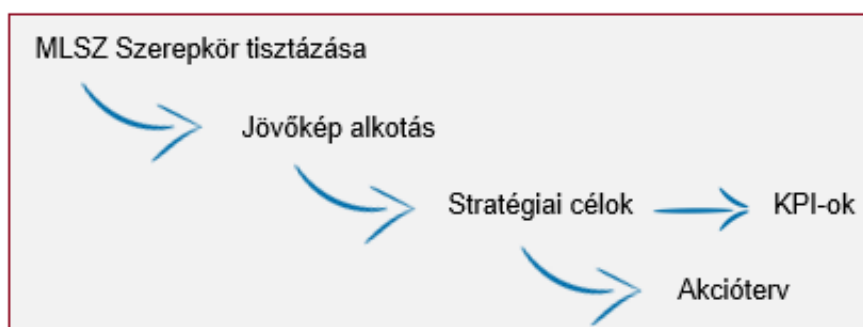 MLSZ Szerepkör tisztázása
Jövőkép alkotás
Stratégiai célok
KPI-ok
Akcióterv